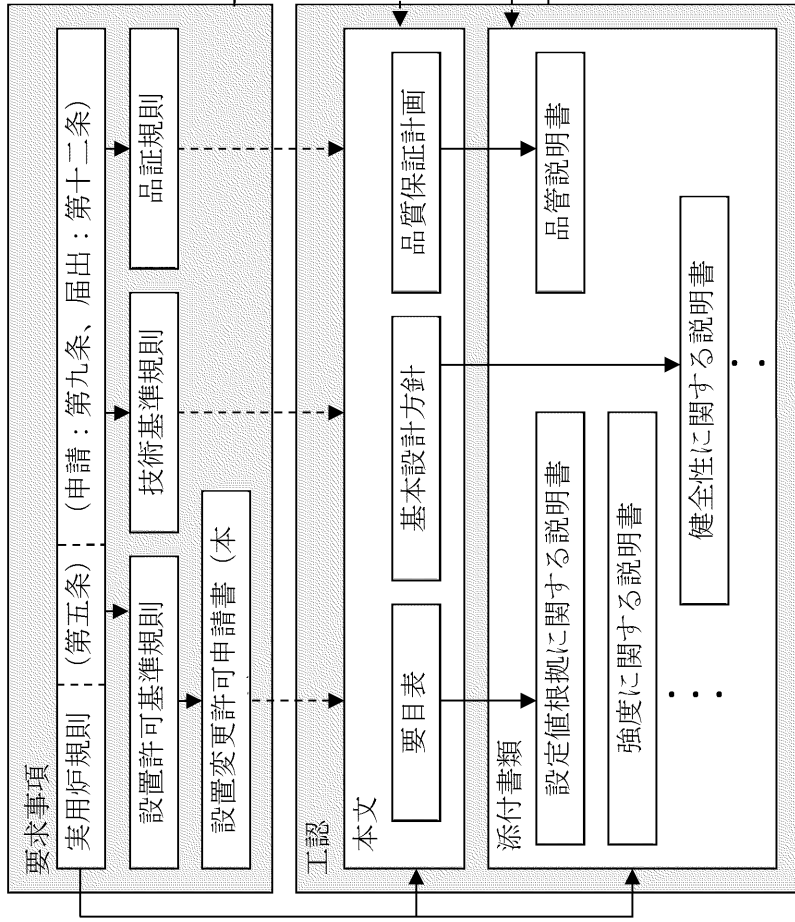 要求事項
実用炉規則 (第五条) (申請:第九条、届出:第十二条)
設置許可基準規則
技術基準規則
品証規則
設置変更許可申請書(本
工認
本文
要目表
基本設計方針
品質保証計画
添付書類
設定値根拠に関する説明書
品管説明書
強度に関する説明書
健全性に関する説明書